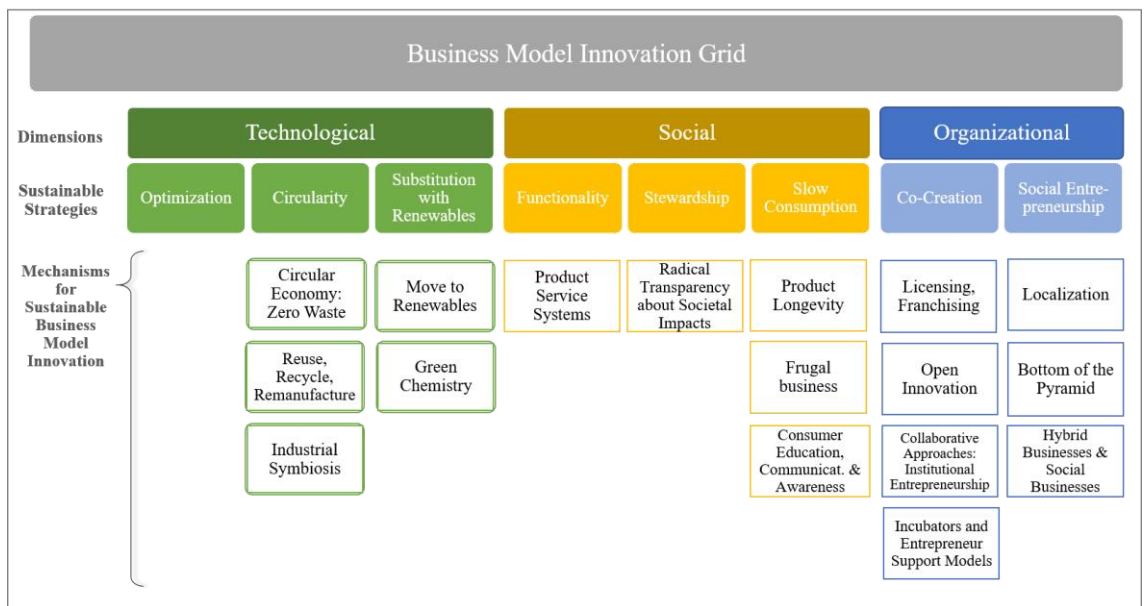 Business Model Innovation Grid
Dimensions
Technological
Social
Organizational
Sustainable
Strategies
Optimization
Circularity
Substitution
with
Renewables
Functionality
Stewardship
Slow
Consumption
Co-Creation
Social Entre-
preneurship
Mechanisms
for
Sustainable
Business
Model
Innovation
Circular
Economy:
Zero Waste
Move to
Renewables
Product
Service
Systems
Radical
Transparency
about Societal
Impacts
Product
Longevity
Licensing,
Franchising
Localization
Reuse,
Recycle,
Remanufacture
Green
Chemistry
Frugal
business
Open
Innovation
Bottom of the
Pyramid
Industrial
Symbiosis
Consumer
Education,
Communicat. &
Awareness
Collaborative
Approaches:
Institutional
Entrepreneurship
Hybrid
Businesses &
Social
Businesses
Incubators and
Entrepreneur
Support Models